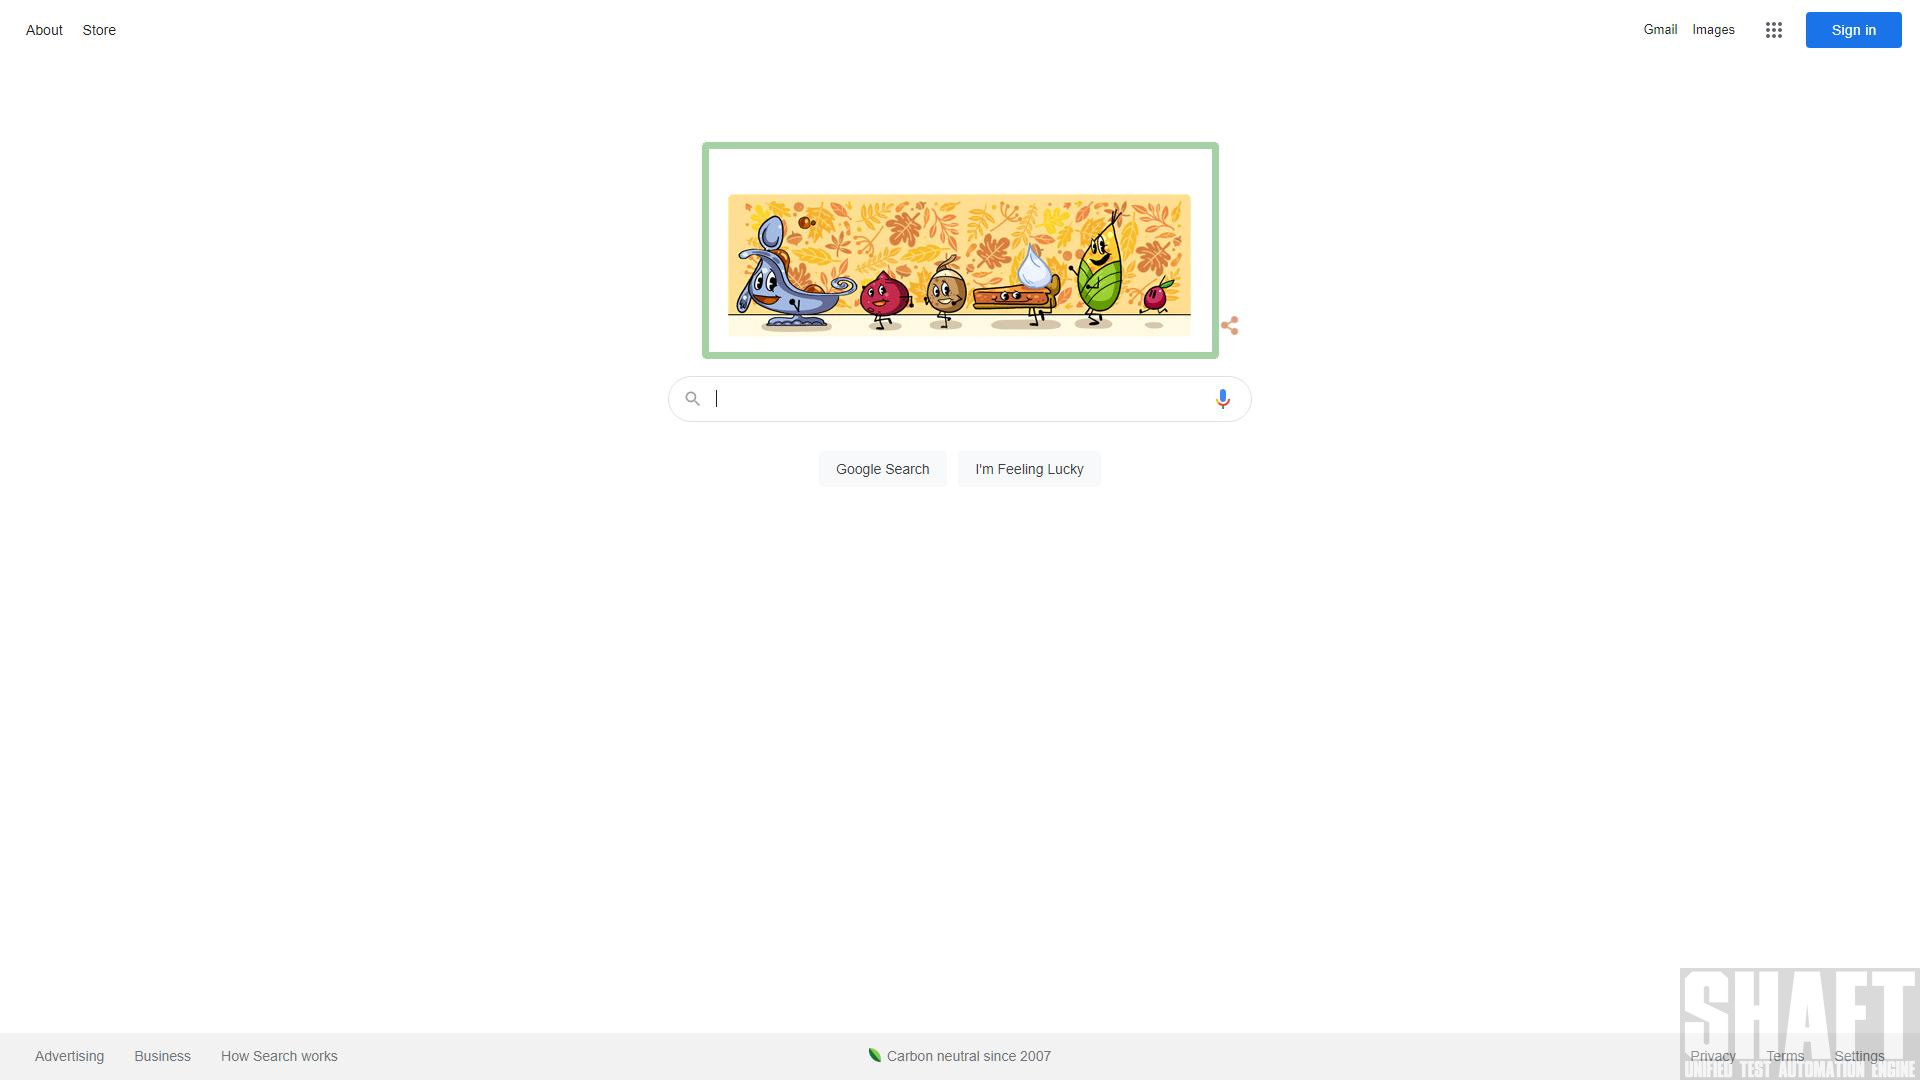 About Store Gmail Images Sign in
Google Search I'm Feeling Lucky
Advertising Business How Search works Carbon neutral since 2007 Privacy Terms Settings
SHAFT
UNIFIED TEST AUTOMATION ENGINE